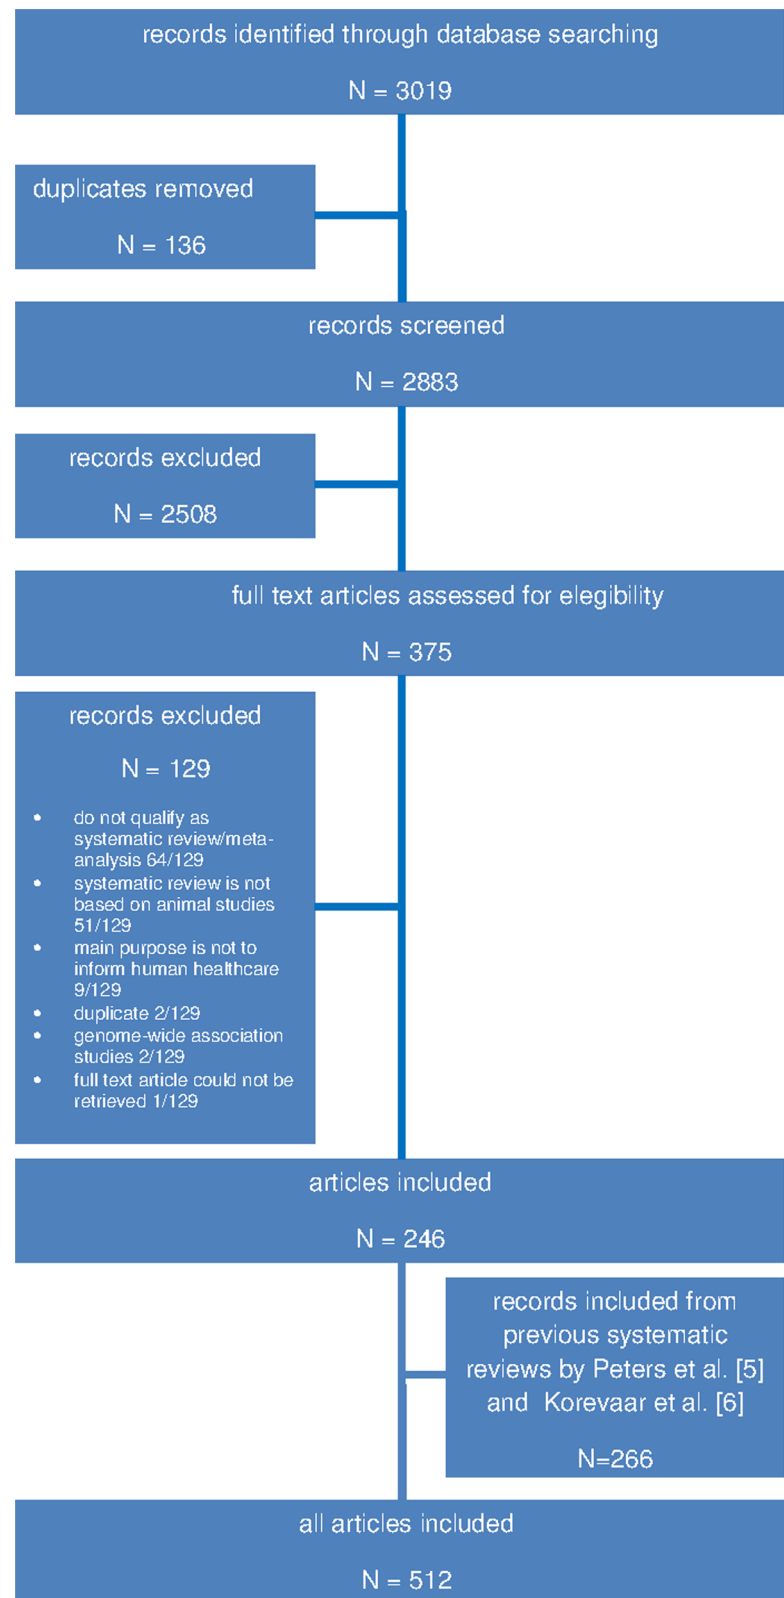 records identified through database searching
N = 3019
duplicates removed
N = 136
records screened
N = 2883
records excluded
N = 2508
full text articles assessed for elegibility
N = 375
records excluded
N = 129
• do not qualify as
systematic review/meta-
analysis 64/129
• systematic review is not
based on animal studies
51/129
• main purpose is not to
inform human healthcare
9/129
• duplicate 2/129
• genome-wide association
studies 2/129
• full text article could not be
retrieved 1/129
articles included
N = 246
records included from
previous systematic
reviews by Peters et al. [5]
and Korevaar et al. [6]
N=266
all articles included
N = 512